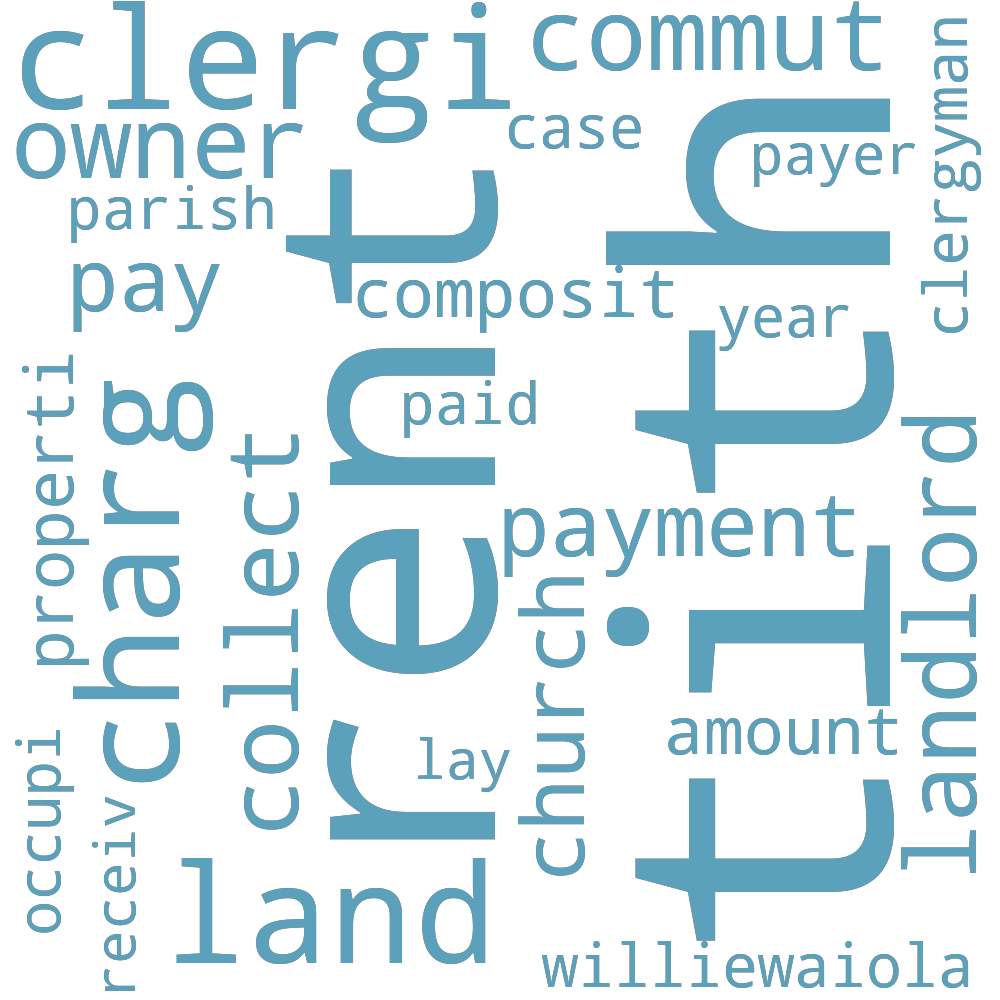 clergi
commut
owner
case
payer
clergyman
parish
pay
composit
year
rent
tith
properti
charg
paid
collect
payment
landlord
church
amount
lay
occupi
receiv
land
williewaiola